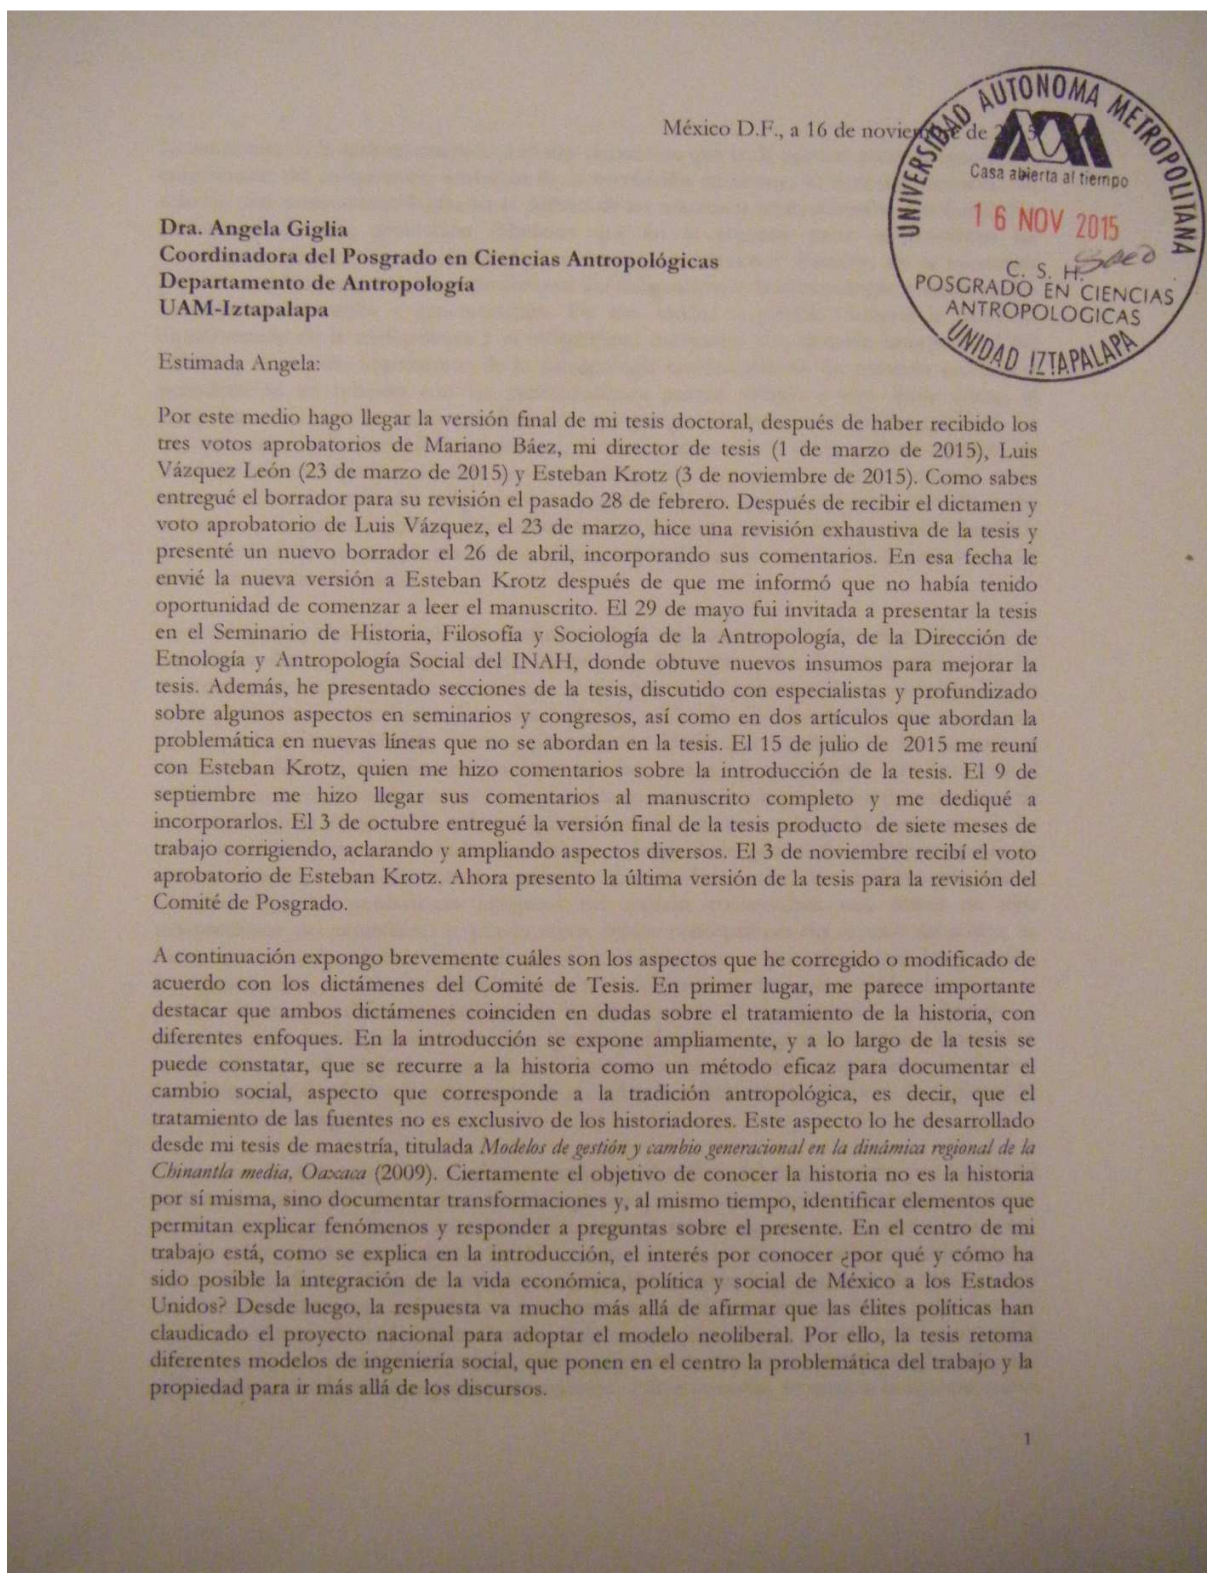 México D.F., a 16 de noviembre de 2015
UNIVERSIDAD AUTONOMA METROPOLITANA
Casa abierta al tiempo
16 NOV 2015
C. S. H.
POSGRADO EN CIENCIAS
ANTROPOLOGICAS
UNIDAD IZTAPALAPA
Dra. Angela Giglia
Coordinadora del Posgrado en Ciencias Antropológicas
Departamento de Antropología
UAM-Iztapalapa
Estimada Angela:
Por este medio hago llegar la versión final de mi tesis doctoral, después de haber recibido los
tres votos aprobatorios de Mariano Báez, mi director de tesis (1 de marzo de 2015), Luis
Vázquez León (23 de marzo de 2015) y Esteban Krotz (3 de noviembre de 2015). Como sabes
entregué el borrador para su revisión el pasado 28 de febrero. Después de recibir el dictamen y
voto aprobatorio de Luis Vázquez, el 23 de marzo, hice una revisión exhaustiva de la tesis y
presenté un nuevo borrador el 26 de abril, incorporando sus comentarios. En esa fecha le
envié la nueva versión a Esteban Krotz después de que me informó que no había tenido
oportunidad de comenzar a leer el manuscrito. El 29 de mayo fui invitada a presentar la tesis
en el Seminario de Historia, Filosofía y Sociología de la Antropología, de la Dirección de
Etnología y Antropología Social del INAH, donde obtuve nuevos insumos para mejorar la
tesis. Además, he presentado secciones de la tesis, discutido con especialistas y profundizado
sobre algunos aspectos en seminarios y congresos, así como en dos artículos que abordan la
problemática en nuevas líneas que no se abordan en la tesis. El 15 de julio de 2015 me reuní
con Esteban Krotz, quien me hizo comentarios sobre la introducción de la tesis. El 9 de
septiembre me hizo llegar sus comentarios al manuscrito completo y me dediqué a
incorporarlos. El 3 de octubre entregué la versión final de la tesis producto de siete meses de
trabajo corrigiendo, aclarando y ampliando aspectos diversos. El 3 de noviembre recibí el voto
aprobatorio de Esteban Krotz. Ahora presento la última versión de la tesis para la revisión del
Comité de Posgrado.
A continuación expongo brevemente cuáles son los aspectos que he corregido o modificado de
acuerdo con los dictámenes del Comité de Tesis. En primer lugar, me parece importante
destacar que ambos dictámenes coinciden en dudas sobre el tratamiento de la historia, con
diferentes enfoques. En la introducción se expone ampliamente, y a lo largo de la tesis se
puede constatar, que se recurre a la historia como un método eficaz para documentar el
cambio social, aspecto que corresponde a la tradición antropológica, es decir, que el
tratamiento de las fuentes no es exclusivo de los historiadores. Este aspecto lo he desarrollado
desde mi tesis de maestría, titulada Modelos de gestión y cambio generacional en la dinámica regional de la
Chinantla media, Oaxaca (2009). Ciertamente el objetivo de conocer la historia no es la historia
por sí misma, sino documentar transformaciones y, al mismo tiempo, identificar elementos que
permitan explicar fenómenos y responder a preguntas sobre el presente. En el centro de mi
trabajo está, como se explica en la introducción, el interés por conocer ¿por qué y cómo ha
sido posible la integración de la vida económica, política y social de México a los Estados
Unidos? Desde luego, la respuesta va mucho más allá de afirmar que las élites políticas han
claudicado el proyecto nacional para adoptar el modelo neoliberal. Por ello, la tesis retoma
diferentes modelos de ingeniería social, que ponen en el centro la problemática del trabajo y la
propiedad para ir más allá de los discursos.
1